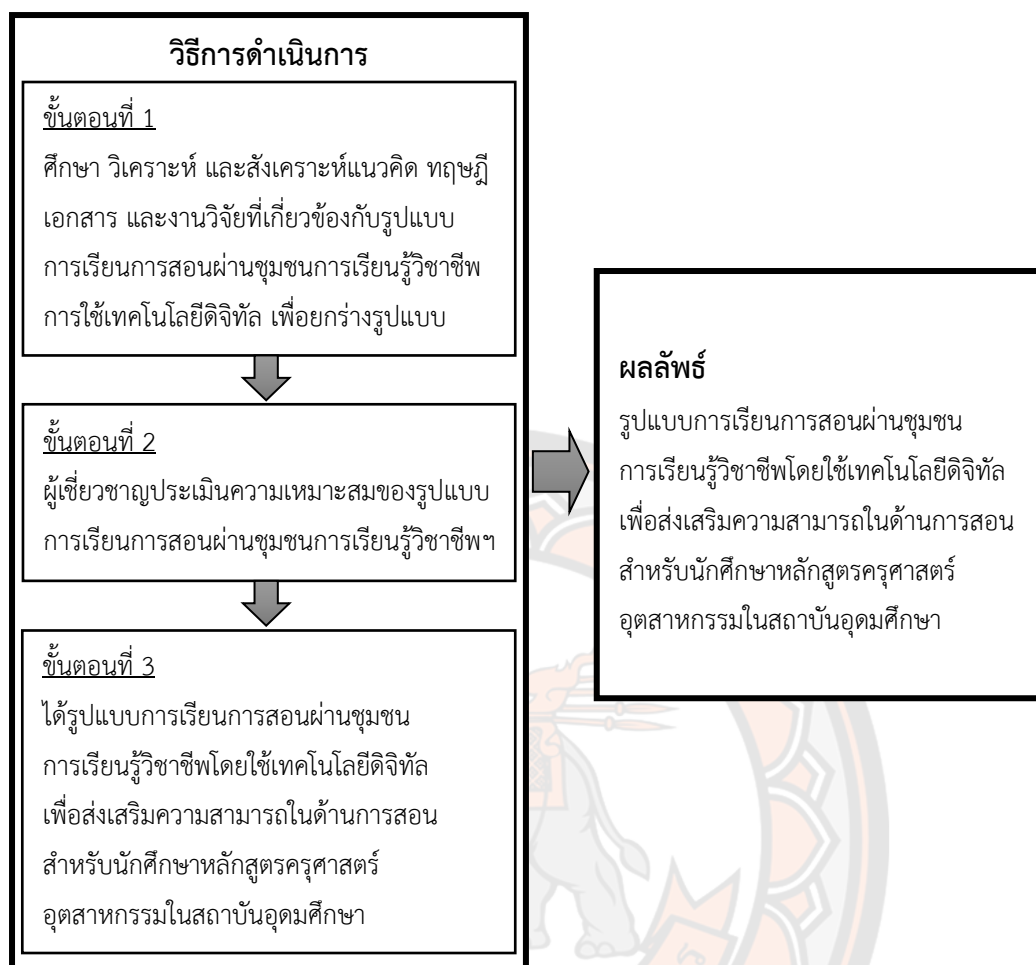 วิธีการดำเนินการ
ขั้นตอนที่ 1
ศึกษา วิเคราะห์ และสังเคราะห์แนวคิด ทฤษฎี
เอกสาร และงานวิจัยที่เกี่ยวข้องกับรูปแบบ
การเรียนการสอนผ่านชุมชนการเรียนรู้วิชาชีพ
การใช้เทคโนโลยีดิจิทัล เพื่อยกร่างรูปแบบ
ขั้นตอนที่ 2
ผู้เชี่ยวชาญประเมินความเหมาะสมของรูปแบบ
การเรียนการสอนผ่านชุมชนการเรียนรู้วิชาชีพฯ
ขั้นตอนที่ 3
ได้รูปแบบการเรียนการสอนผ่านชุมชน
การเรียนรู้วิชาชีพโดยใช้เทคโนโลยีดิจิทัล
เพื่อส่งเสริมความสามารถในด้านการสอน
สำหรับนักศึกษาหลักสูตรครุศาสตร์
อุตสาหกรรมในสถาบันอุดมศึกษา
ผลลัพธ์
รูปแบบการเรียนการสอนผ่านชุมชน
การเรียนรู้วิชาชีพโดยใช้เทคโนโลยีดิจิทัล
เพื่อส่งเสริมความสามารถในด้านการสอน
สำหรับนักศึกษาหลักสูตรครุศาสตร์
อุตสาหกรรมในสถาบันอุดมศึกษา